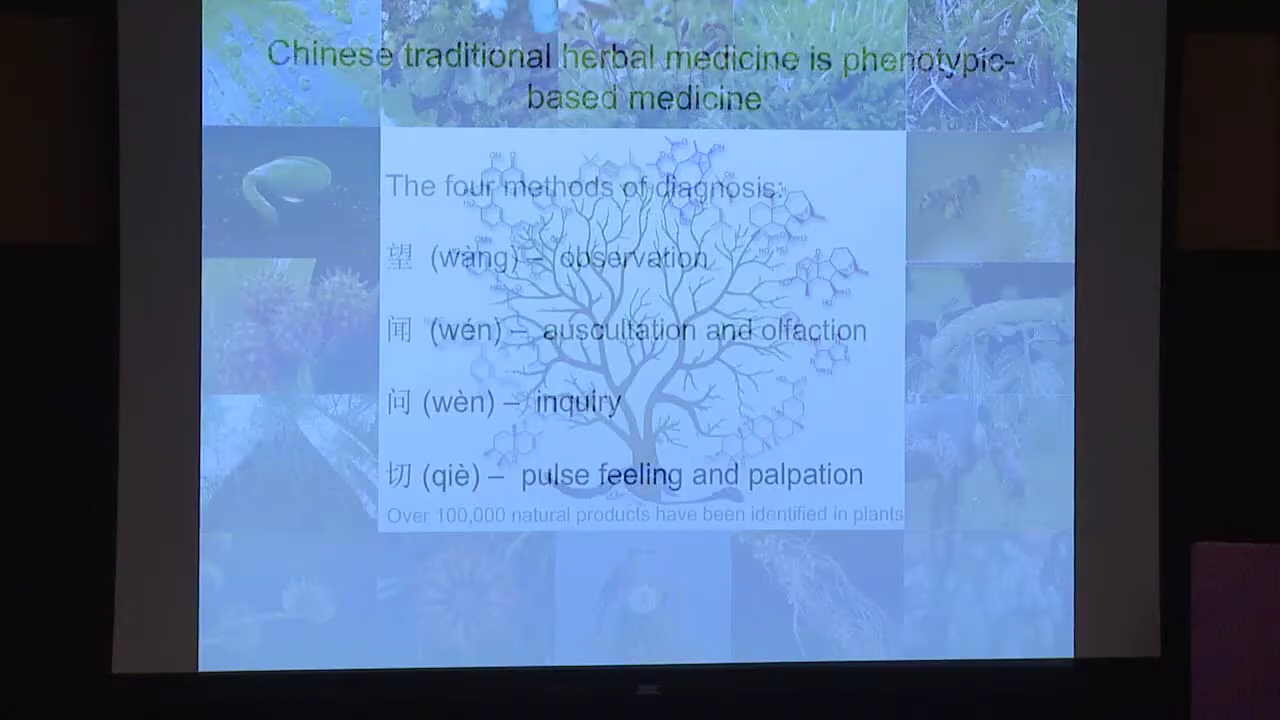 Chinese traditional herbal medicine is phenotypic-
based medicine
The four methods of diagnosis:
望 (wàng) – observation
闻 (wén) – auscultation and olfaction
问 (wèn) – inquiry
切 (qiè) – pulse feeling and palpation
Over 100,000 natural products have been identified in plants